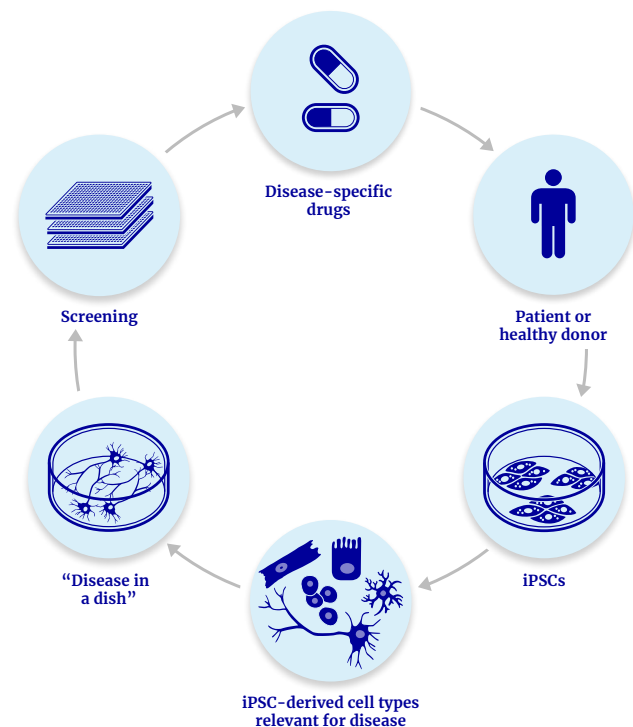 Disease-specific
drugs
Patient or
healthy donor
iPSCs
iPSC-derived cell types
relevant for disease
“Disease in
a dish”
Screening